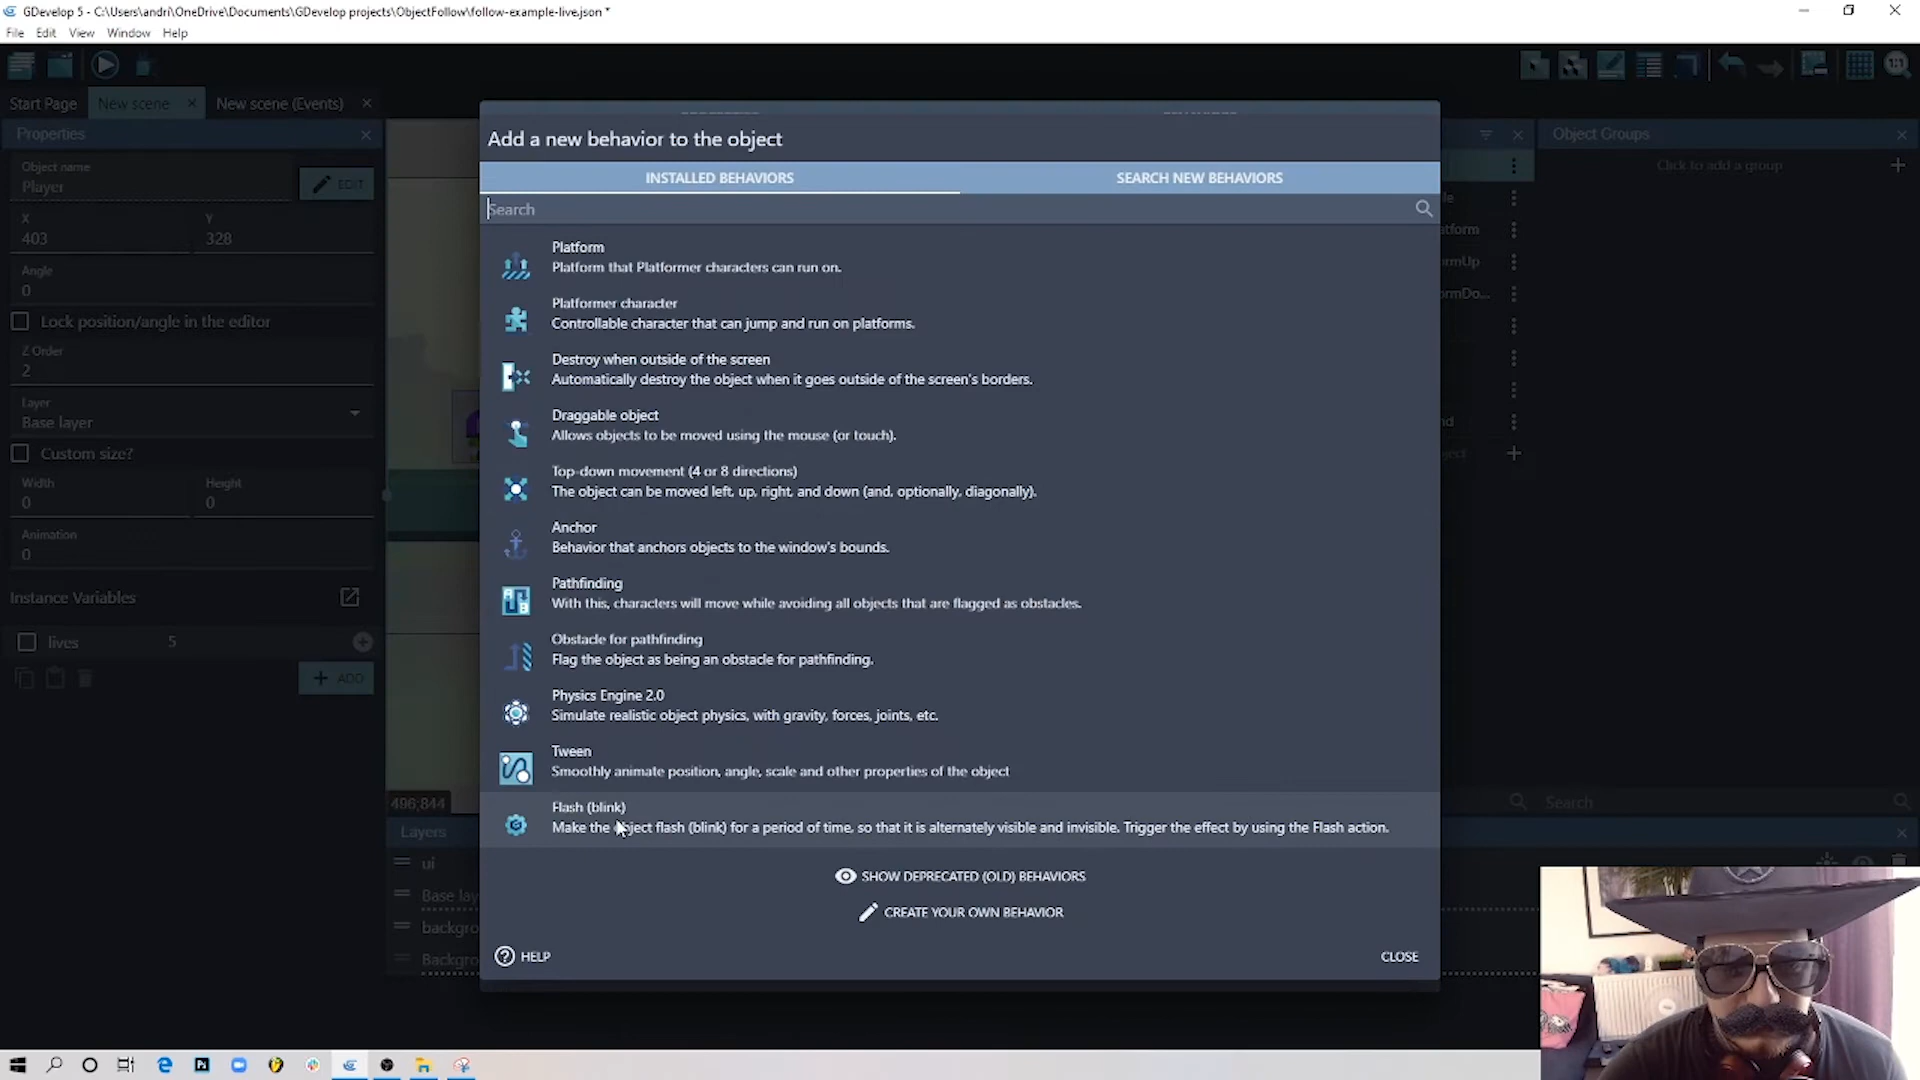 GDevelop 5 - C:\Users\andri\OneDrive\Documents\GDevelop projects\ObjectFollow\follow-example-live.json *
File Edit View Window Help
Start Page New scene × New scene (Events) ×
Properties
Object name
Player
EDIT
X Y
403 328
Angle
0
Lock position/angle in the editor
Z Order
2
Layer
Base layer
Custom size?
Width Height
0 0
Animation
0
Instance Variables
lives 5
+ ADD
Add a new behavior to the object
INSTALLED BEHAVIORS SEARCH NEW BEHAVIORS
Search
Platform
Platform that Platformer characters can run on.
Platformer character
Controllable character that can jump and run on platforms.
Destroy when outside of the screen
Automatically destroy the object when it goes outside of the screen's borders.
Draggable object
Allows objects to be moved using the mouse (or touch).
Top-down movement (4 or 8 directions)
The object can be moved left, up, right, and down (and, optionally, diagonally).
Anchor
Behavior that anchors objects to the window's bounds.
Pathfinding
With this, characters will move while avoiding all objects that are flagged as obstacles.
Obstacle for pathfinding
Flag the object as being an obstacle for pathfinding.
Physics Engine 2.0
Simulate realistic object physics, with gravity, forces, joints, etc.
Tween
Smoothly animate position, angle, scale and other properties of the object
Flash (blink)
Make the object flash (blink) for a period of time, so that it is alternately visible and invisible. Trigger the effect by using the Flash action.
SHOW DEPRECATED (OLD) BEHAVIORS
CREATE YOUR OWN BEHAVIOR
HELP CLOSE
496;844
Layers
ui
Base lay
backgro
Backgro
Object Groups
Click to add a group
Search
1:1